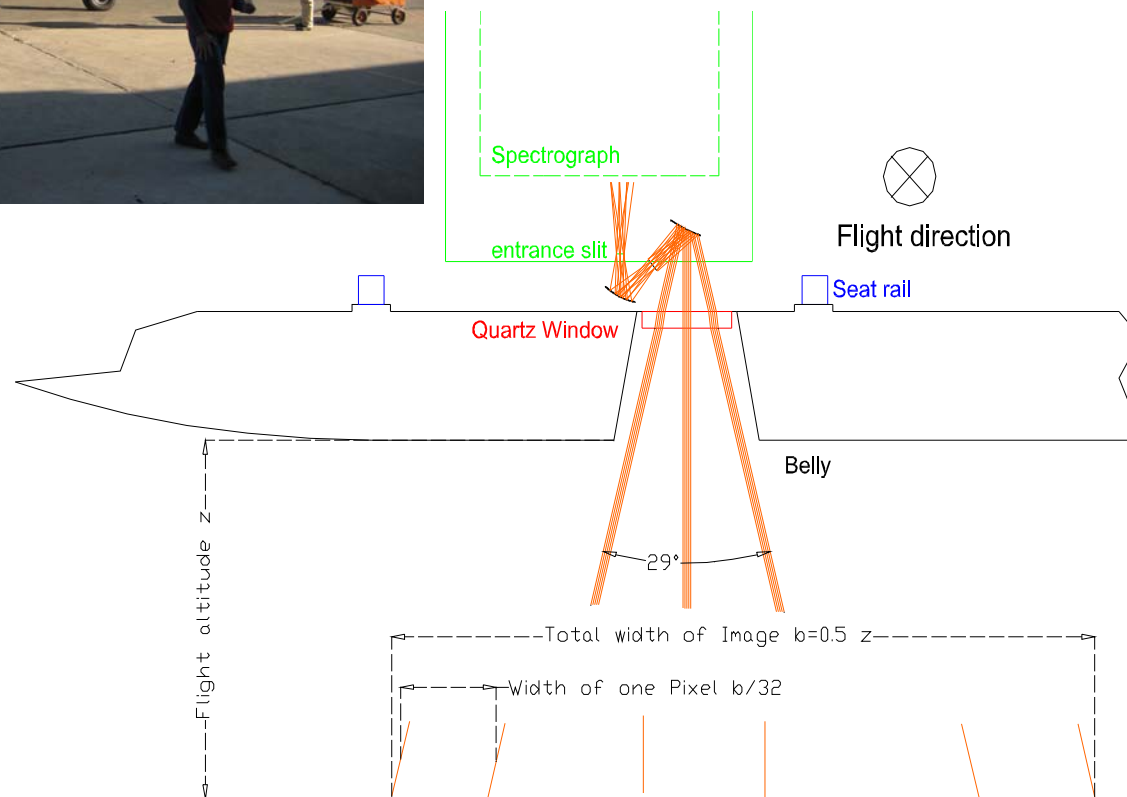 Spectrograph
entrance slit
Flight direction
Seat rail
Quartz Window
Belly
Flight altitude z
29°
Total width of Image b=0.5 z
Width of one Pixel b/32